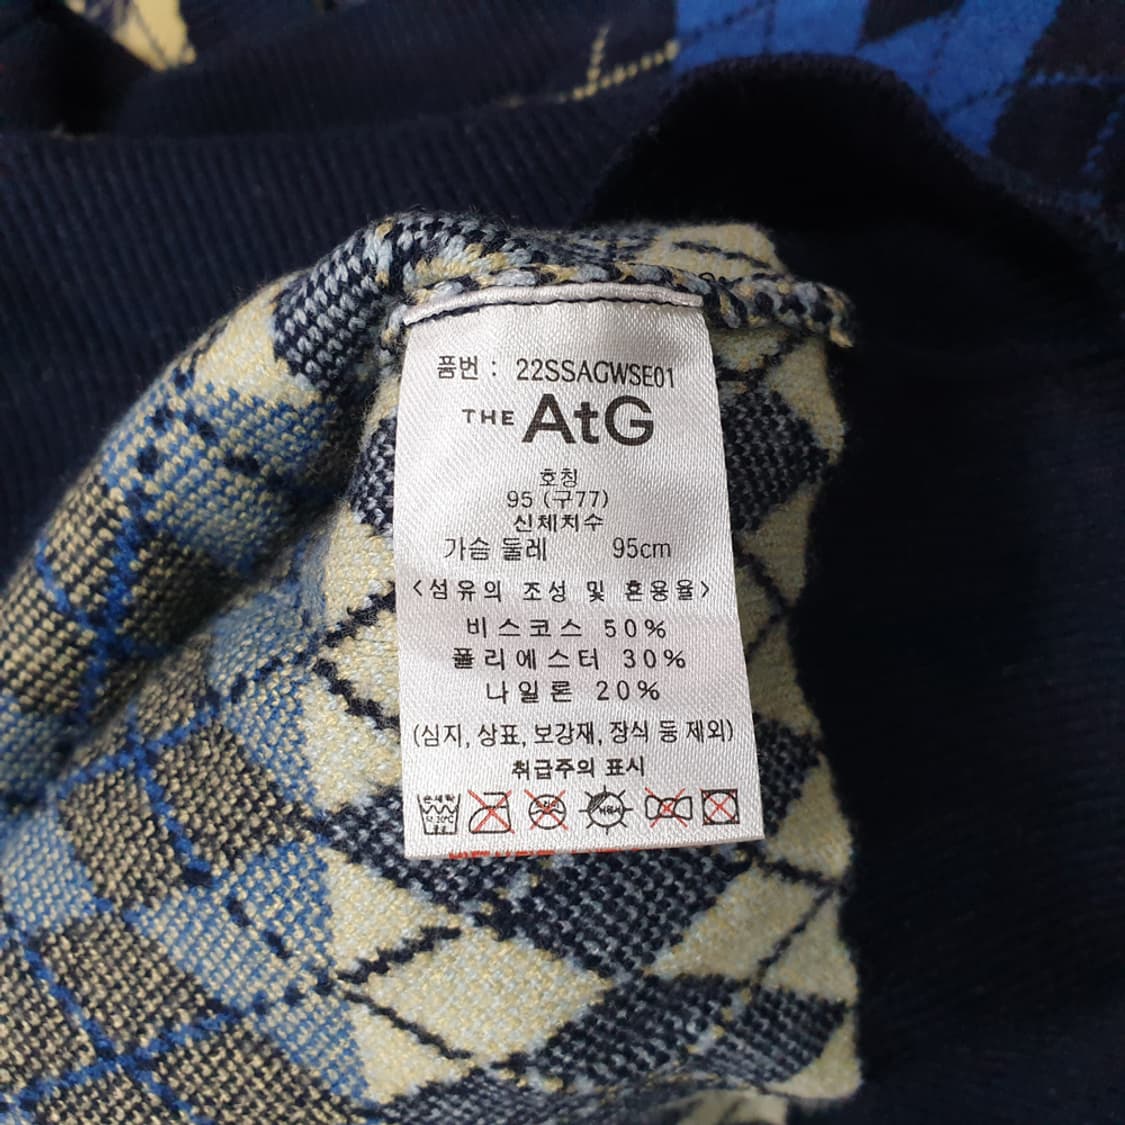 품번 : 22SSAGWSE01
THE AtG
호칭
95 (구77)
신체치수
가슴 둘레 95cm
<섬유의 조성 및 혼용율>
비스코스 50%
폴리에스터 30%
나일론 20%
(심지, 상표, 보강재, 장식 등 제외)
취급주의 표시